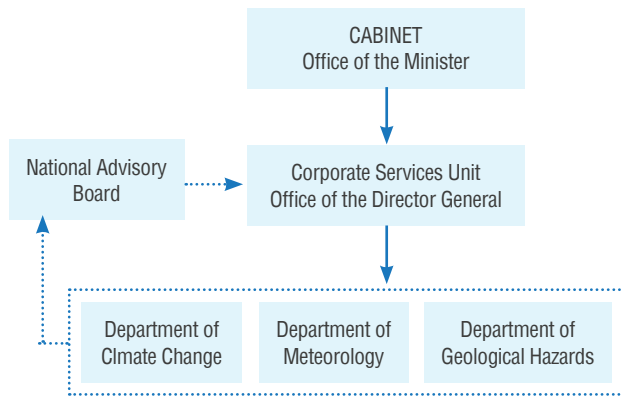 CABINET
Office of the Minister
National Advisory
Board
Corporate Services Unit
Office of the Director General
Department of
Clmate Change
Department of
Meteorology
Department of
Geological Hazards